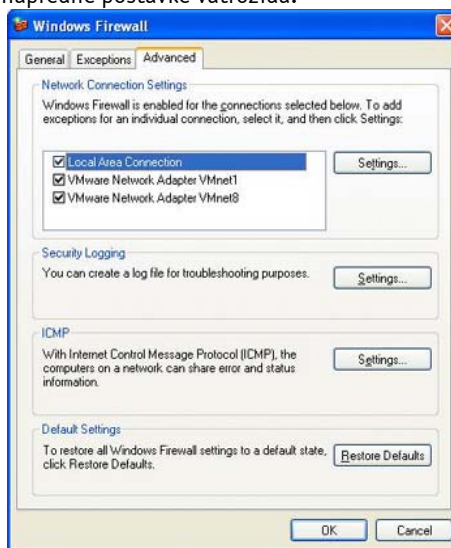 napredne postavke vatrozida.
Windows Firewall
General Exceptions Advanced
Network Connection Settings
Windows Firewall is enabled for the connections selected
below. To add
exceptions for an individual connection, select it, and then click Settings:
Local Area Connection
VMware Network Adapter VMnet1
VMware Network Adapter VMnet8
Settings...
Security Logging
You can create a log file for troubleshooting purposes.
Settings...
ICMP
With Internet Control Message Protocol (ICMP), the
computers on a network can share error and status
information.
Settings...
Default Settings
To restore all Windows Firewall settings to a default state,
click Restore Defaults.
Restore Defaults
OK Cancel